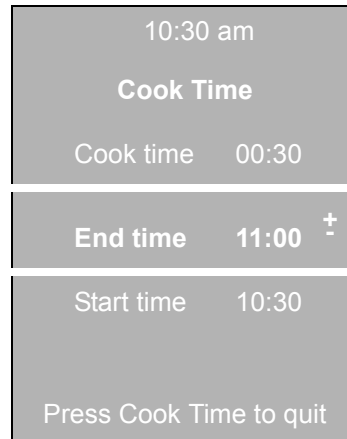 10:30 am
Cook Time
Cook time 00:30
End time 11:00 +
-
Start time 10:30
Press Cook Time to quit